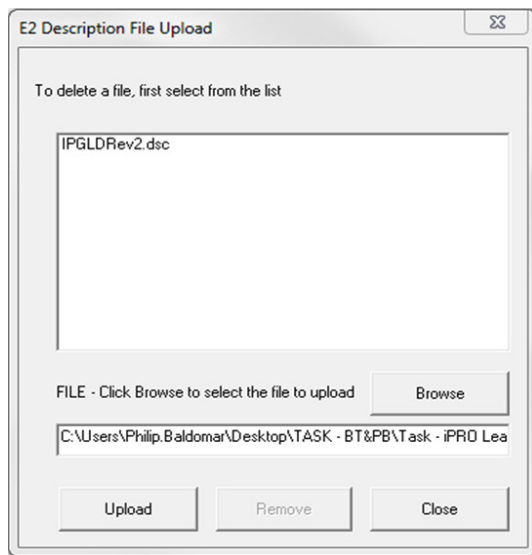 E2 Description File Upload
To delete a file, first select from the list
IPGLDRev2.dsc
FILE - Click Browse to select the file to upload
Browse
C:\Users\Philip.Baldomar\Desktop\TASK - BT&PB\Task - iPRO Lea
Upload
Remove
Close